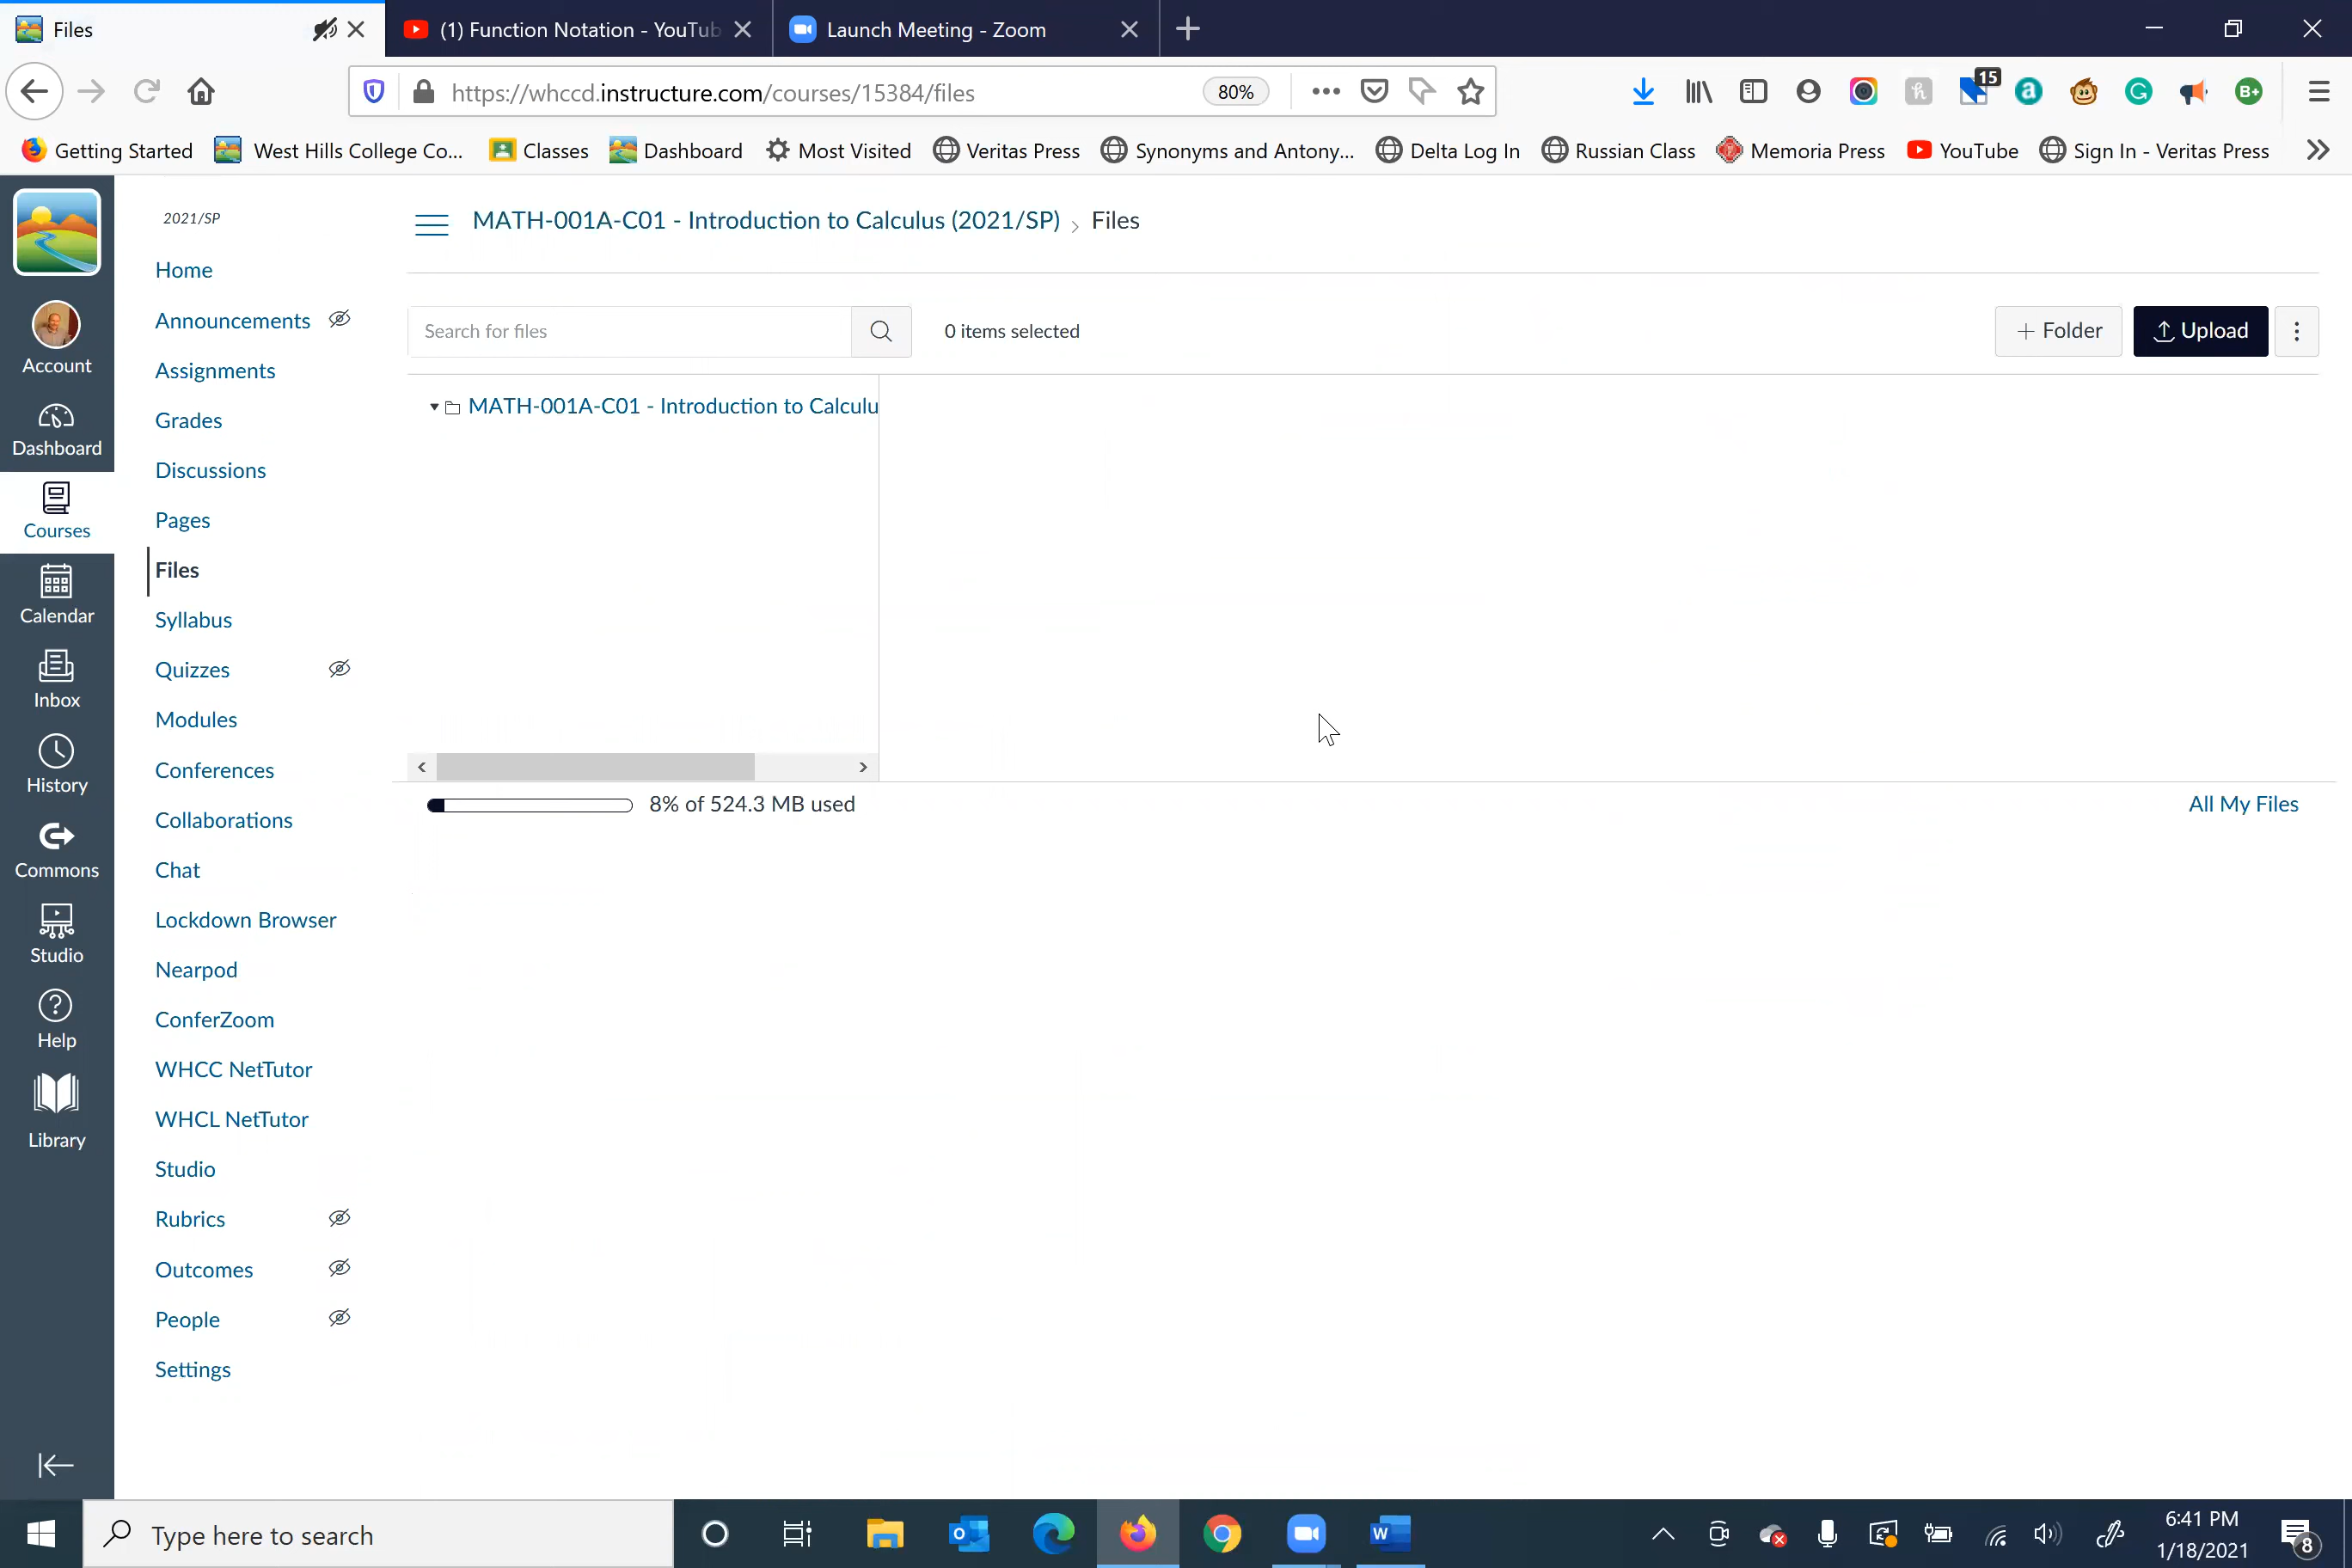 Files
(1) Function Notation - YouTub
Launch Meeting - Zoom
https://whccd.instructure.com/courses/15384/files
80%
15
B+
Getting Started
West Hills College Co...
Classes
Dashboard
Most Visited
Veritas Press
Synonyms and Antony...
Delta Log In
Russian Class
Memoria Press
YouTube
Sign In - Veritas Press
Account
Dashboard
Courses
Calendar
Inbox
History
Commons
Studio
Help
Library
2021/SP
Home
Announcements
Assignments
Grades
Discussions
Pages
Files
Syllabus
Quizzes
Modules
Conferences
Collaborations
Chat
Lockdown Browser
Nearpod
ConferZoom
WHCC NetTutor
WHCL NetTutor
Studio
Rubrics
Outcomes
People
Settings
MATH-001A-C01 - Introduction to Calculus (2021/SP) › Files
Search for files
0 items selected
+ Folder
Upload
MATH-001A-C01 - Introduction to Calculu
8% of 524.3 MB used
All My Files
Type here to search
6:41 PM
1/18/2021
8